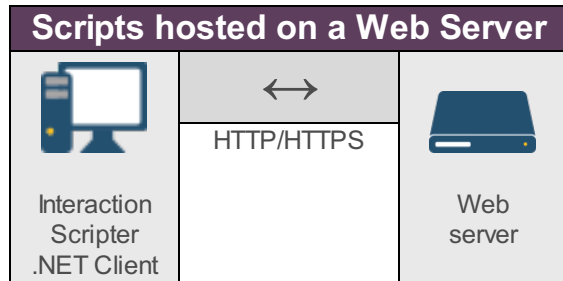 Scripts hosted on a Web Server
↔
HTTP/HTTPS
Interaction
Scripter
.NET Client
Web
server